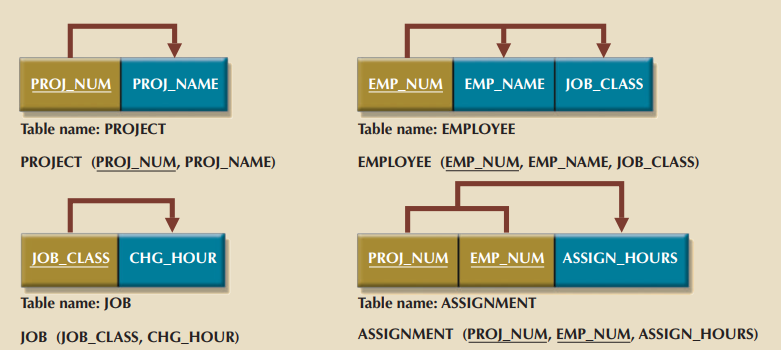 PROJ_NUM PROJ_NAME
Table name: PROJECT
PROJECT (PROJ_NUM, PROJ_NAME)
EMP_NUM EMP_NAME JOB_CLASS
Table name: EMPLOYEE
EMPLOYEE (EMP_NUM, EMP_NAME, JOB_CLASS)
JOB_CLASS CHG_HOUR
Table name: JOB
JOB (JOB_CLASS, CHG_HOUR)
PROJ_NUM EMP_NUM ASSIGN_HOURS
Table name: ASSIGNMENT
ASSIGNMENT (PROJ_NUM, EMP_NUM, ASSIGN_HOURS)